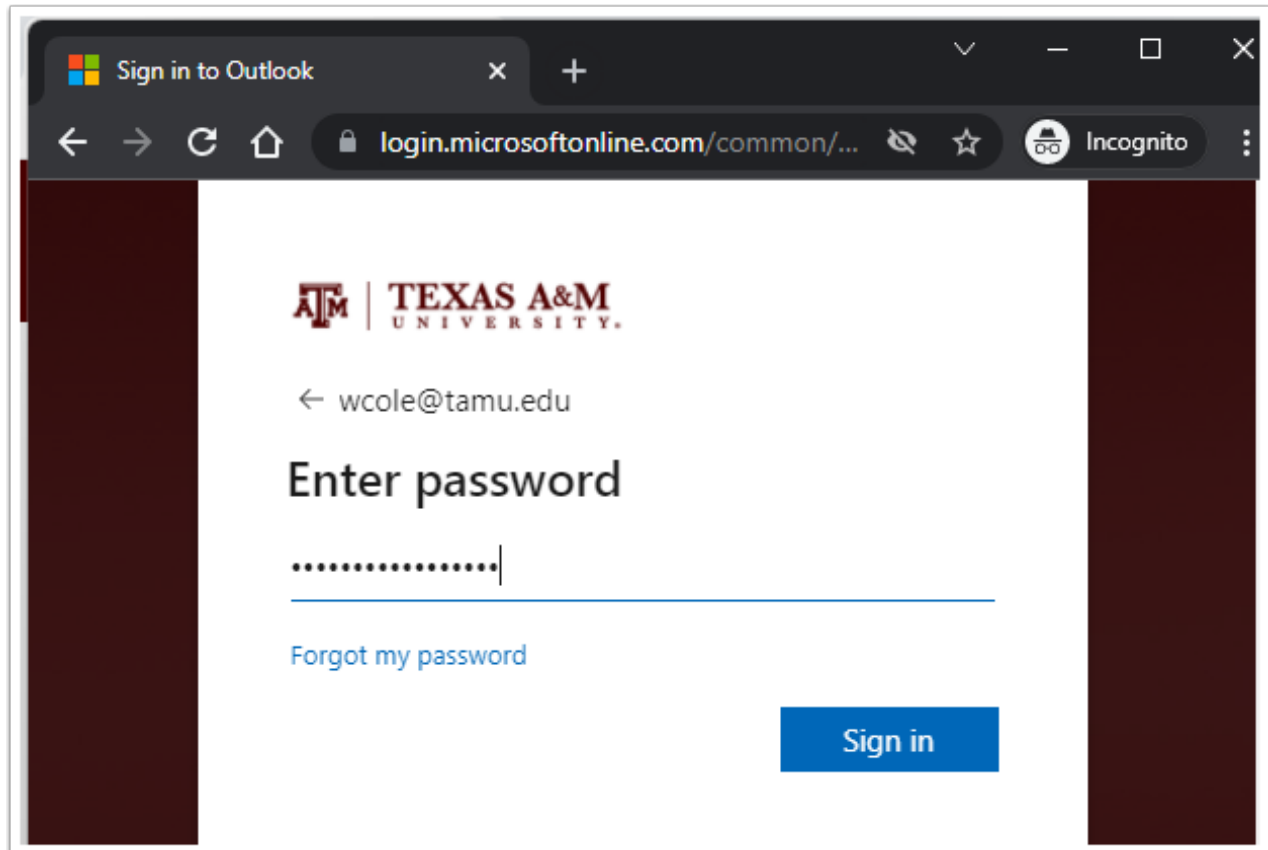 Sign in to Outlook
login.microsoftonline.com/common/... Incognito
ĀM | TEXAS A&M
UNIVERSITY.
← wcole@tamu.edu
Enter password
•••••••••••••••••
Forgot my password
Sign in